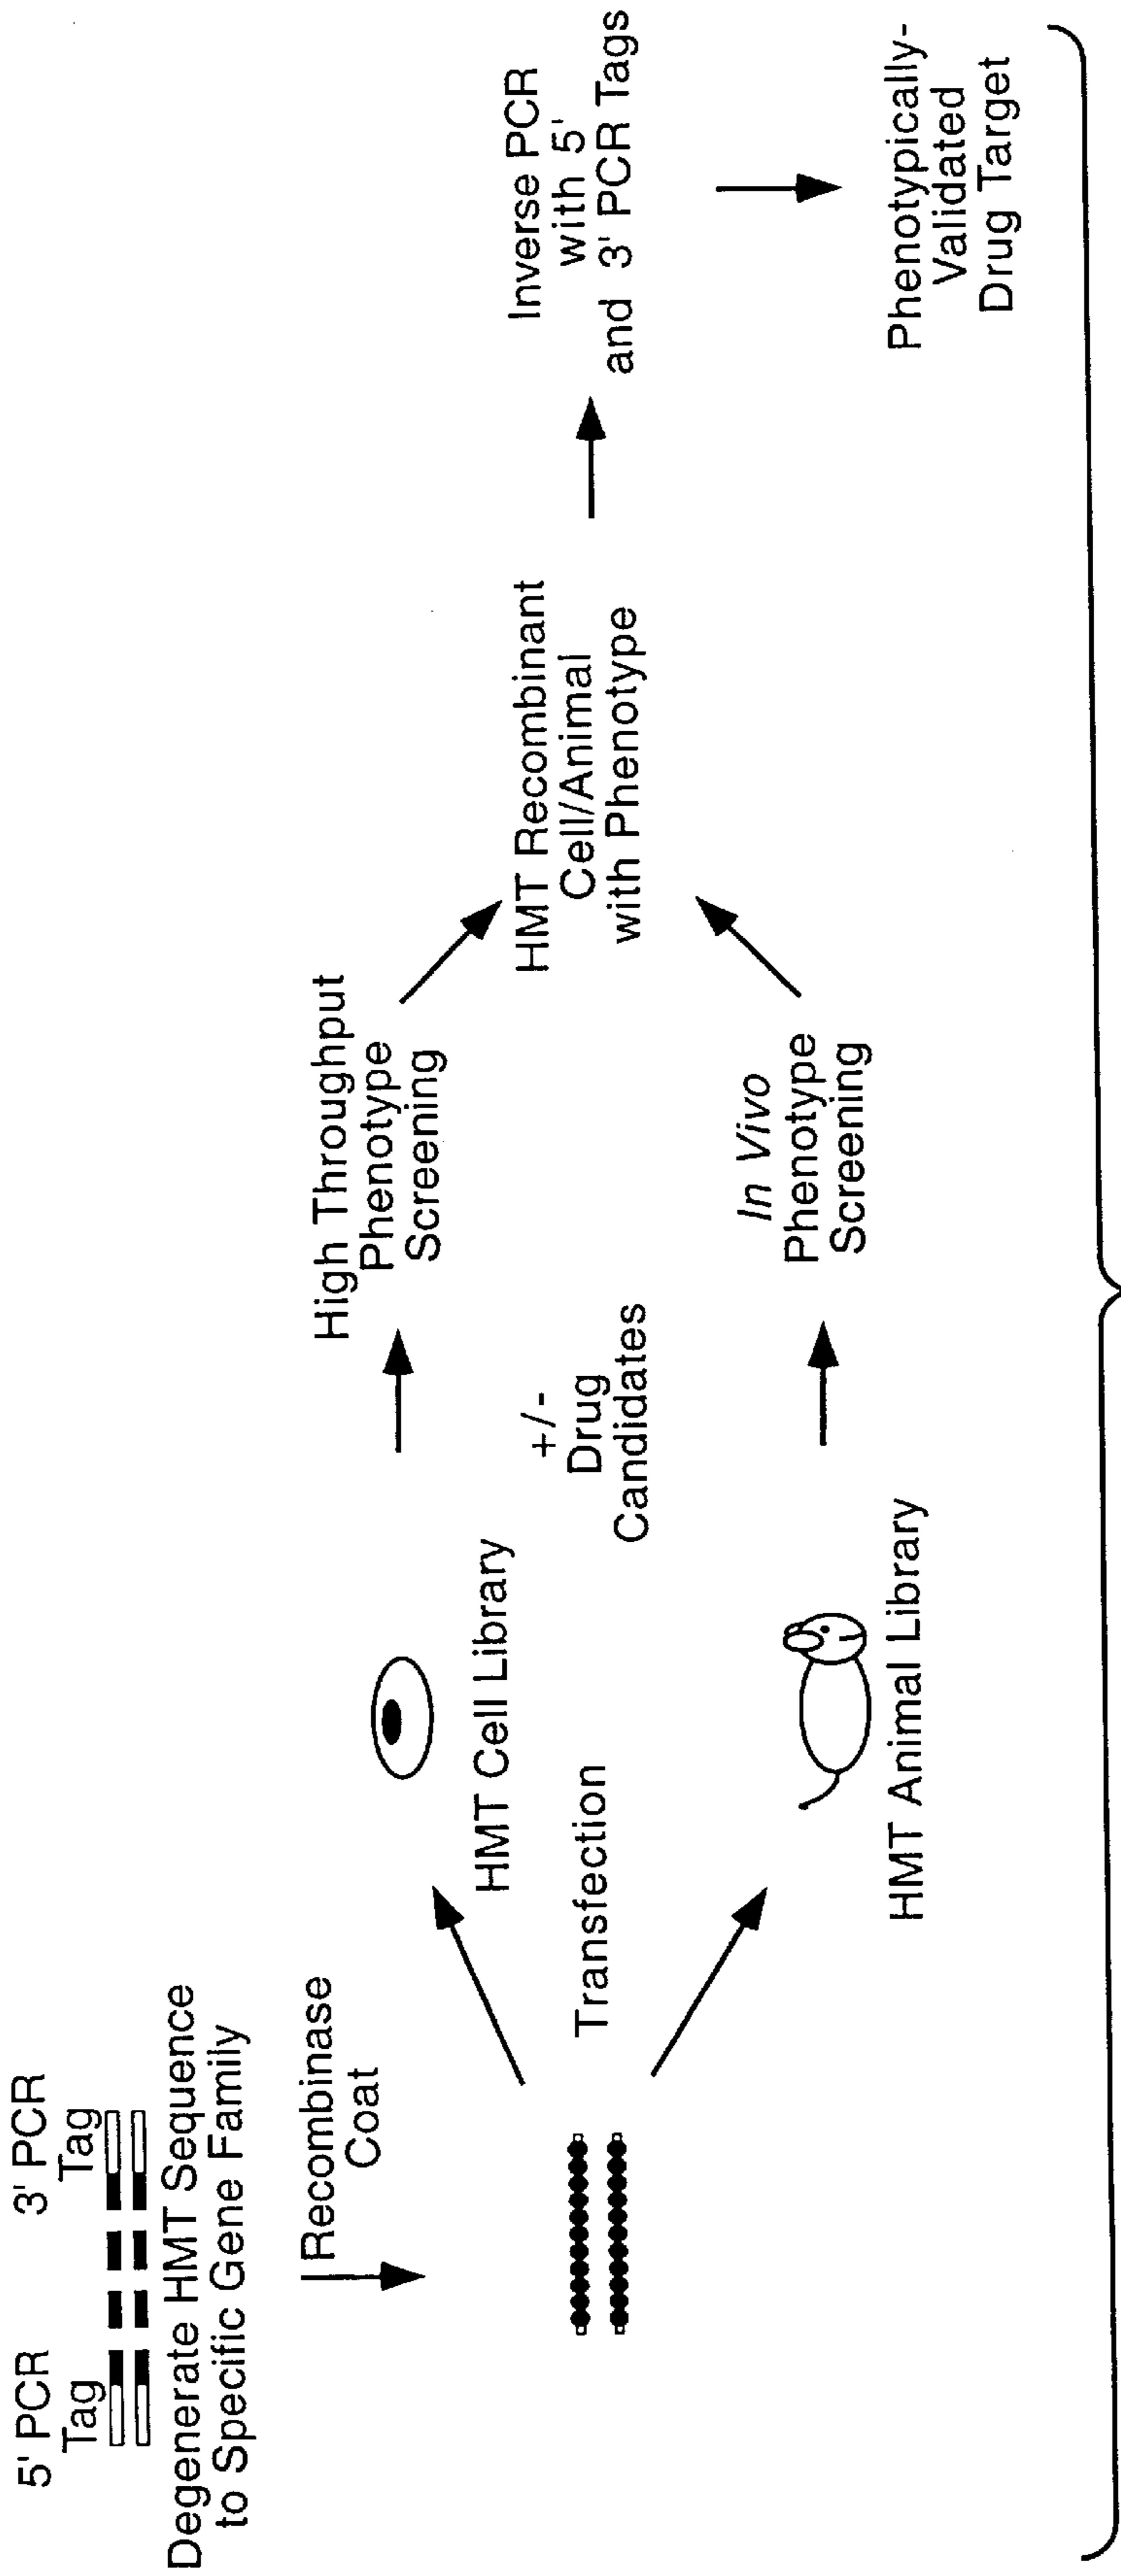 5' PCR
Tag
3' PCR
Tag
Degenerate HMT Sequence
to Specific Gene Family
Recombinase
Coat
Transfection
HMT Cell Library
HMT Animal Library
+/-
Drug
Candidates
High Throughput
Phenotype
Screening
In Vivo
Phenotype
Screening
HMT Recombinant
Cell/Animal
with Phenotype
Inverse PCR
with 5'
and 3' PCR Tags
Phenotypically-
Validated
Drug Target